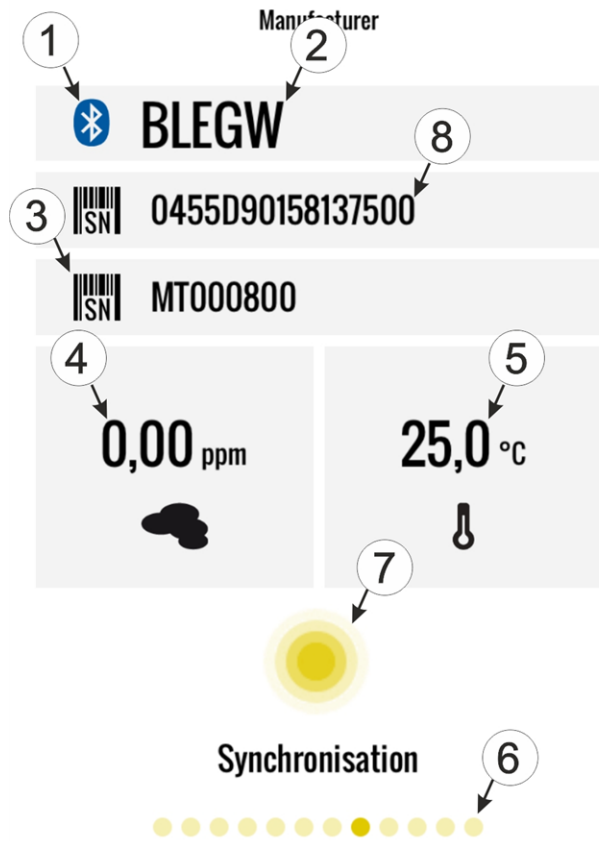 Manufacturer
1
2
BLEGW
8
SN 0455D90158137500
3
SN MT000800
4
5
0,00 ppm
25,0 °C
7
Synchronisation
6